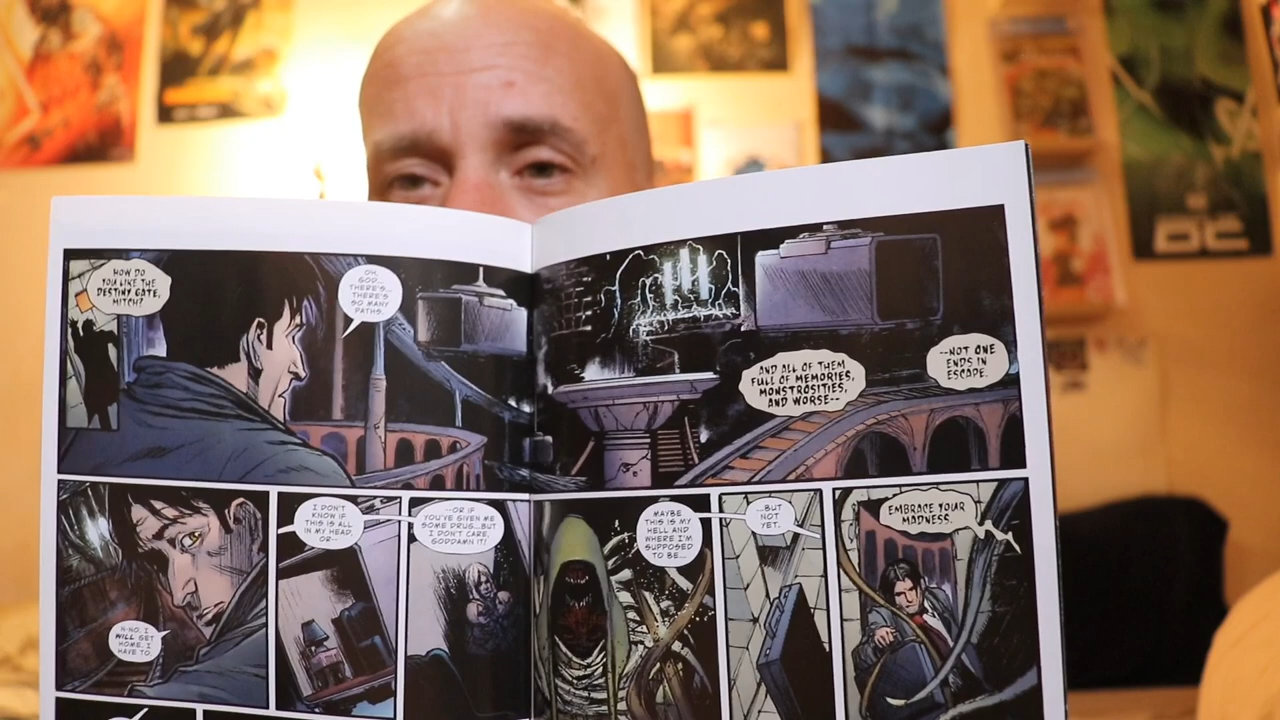 HOW DO
YOU LIKE THE
DESTINY GATE,
MITCH?
OH,
GOD...
THERE'S...
THERE'S
SO MANY
PATHS.
AND ALL OF THEM
FULL OF MEMORIES,
MONSTROSITIES,
AND WORSE--
--NOT ONE
ENDS IN
ESCAPE.
N-NO, I
WILL GET
HOME. I
HAVE TO.
I DON'T
KNOW IF
THIS IS ALL
IN MY HEAD,
OR--
--OR IF
YOU'VE GIVEN ME
SOME DRUG...BUT
I DON'T CARE,
GODDAMN IT!
MAYBE
THIS IS MY
HELL AND
WHERE I'M
SUPPOSED
TO BE...
...BUT
NOT
YET.
EMBRACE YOUR
MADNESS.
DC